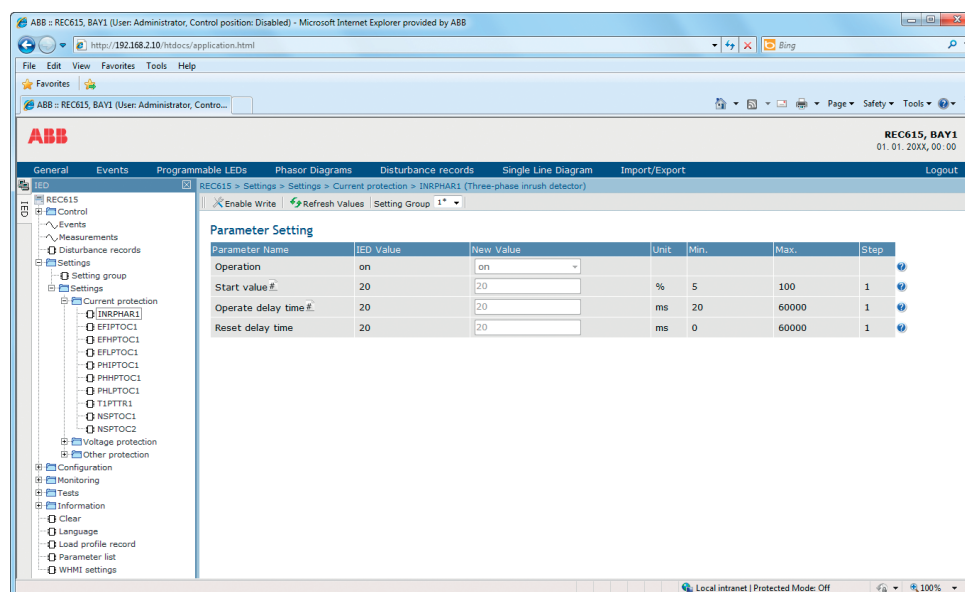 ABB :: REC615, BAY1 (User: Administrator, Control position: Disabled) - Microsoft Internet Explorer provided by ABB
http://192.168.2.10/htdocs/application.html
Bing
File Edit View Favorites Tools Help
Favorites
ABB :: REC615, BAY1 (User: Administrator, Contro...
Page Safety Tools
ABB
REC615, BAY1
01. 01. 20XX, 00:00
General Events Programmable LEDs Phasor Diagrams Disturbance records Single Line Diagram Import/Export Logout
IED
IED
REC615 > Settings > Settings > Current protection > INRPHAR1 (Three-phase inrush detector)
Enable Write Refresh Values Setting Group 1*
REC615
Control
Events
Measurements
Disturbance records
Settings
Setting group
Settings
Current protection
INRPHAR1
EFIPTOC1
EFHPTOC1
EFLPTOC1
PHIPTOC1
PHHPTOC1
PHLPTOC1
T1PTTR1
NSPTOC1
NSPTOC2
Voltage protection
Other protection
Configuration
Monitoring
Tests
Information
Clear
Language
Load profile record
Parameter list
WHMI settings
Parameter Setting
Parameter Name IED Value New Value Unit Min. Max. Step
Operation on on
Start value # 20 20 % 5 100 1
Operate delay time # 20 20 ms 20 60000 1
Reset delay time 20 20 ms 0 60000 1
Local intranet | Protected Mode: Off 100%